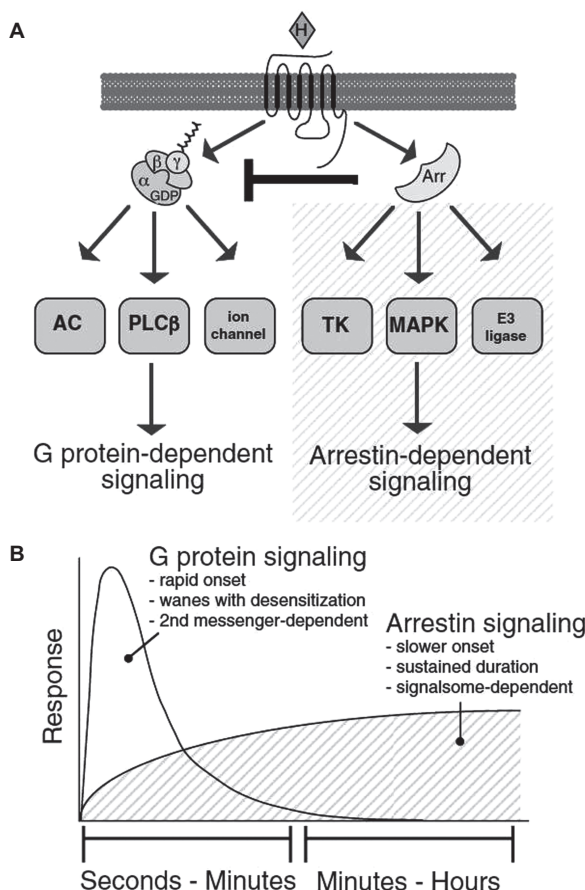 A
H
β
γ
α
GDP
Arr
AC
PLCβ
ion
channel
TK
MAPK
E3
ligase
G protein-dependent
signaling
Arrestin-dependent
signaling
B
G protein signaling
- rapid onset
- wanes with desensitization
- 2nd messenger-dependent
Arrestin signaling
- slower onset
- sustained duration
- signalsome-dependent
Response
Seconds - Minutes
Minutes - Hours